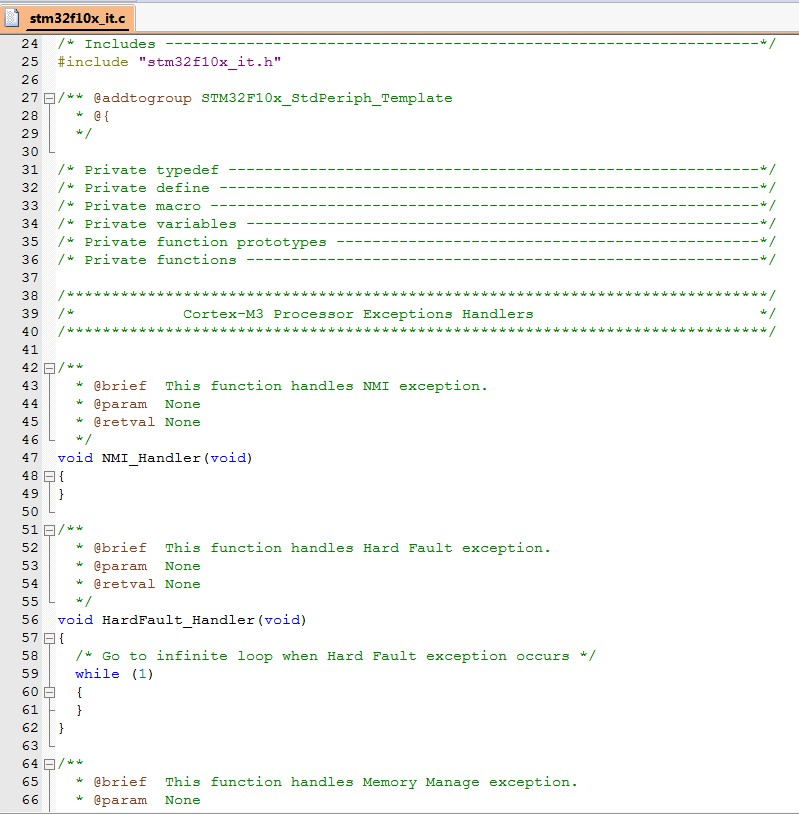 stm32f10x_it.c
24 /* Includes ------------------------------------------------------------------*/
25 #include "stm32f10x_it.h"
26
27 /** @addtogroup STM32F10x_StdPeriph_Template
28   * @{
29   */
30
31 /* Private typedef -----------------------------------------------------------*/
32 /* Private define ------------------------------------------------------------*/
33 /* Private macro -------------------------------------------------------------*/
34 /* Private variables ---------------------------------------------------------*/
35 /* Private function prototypes -----------------------------------------------*/
36 /* Private functions ---------------------------------------------------------*/
37
38 /******************************************************************************/
39 /*            Cortex-M3 Processor Exceptions Handlers                         */
40 /******************************************************************************/
41
42 /**
43   * @brief  This function handles NMI exception.
44   * @param  None
45   * @retval None
46   */
47 void NMI_Handler(void)
48 {
49 }
50
51 /**
52   * @brief  This function handles Hard Fault exception.
53   * @param  None
54   * @retval None
55   */
56 void HardFault_Handler(void)
57 {
58   /* Go to infinite loop when Hard Fault exception occurs */
59   while (1)
60   {
61   }
62 }
63
64 /**
65   * @brief  This function handles Memory Manage exception.
66   * @param  None